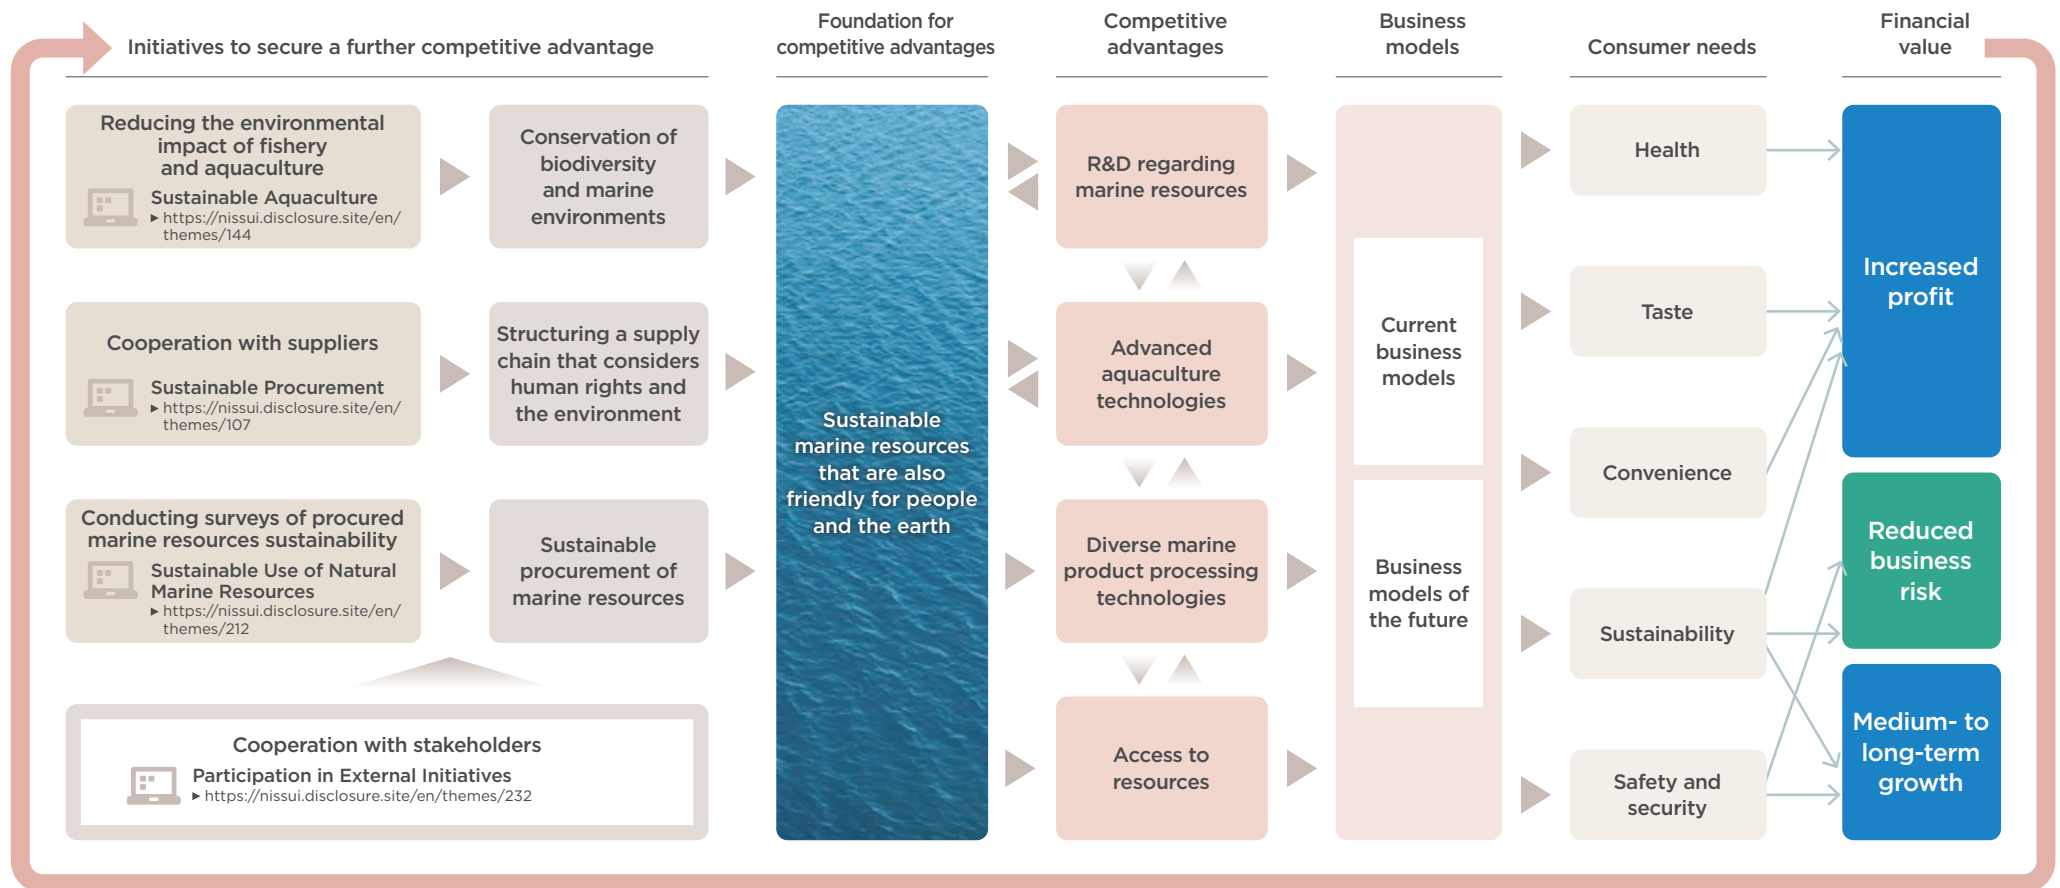 Initiatives to secure a further competitive advantage
Foundation for
competitive advantages
Competitive
advantages
Business
models
Consumer needs
Financial
value
Reducing the environmental
impact of fishery
and aquaculture
Sustainable Aquaculture
▸ https://nissui.disclosure.site/en/
themes/144
Conservation of
biodiversity
and marine
environments
Cooperation with suppliers
Sustainable Procurement
▸ https://nissui.disclosure.site/en/
themes/107
Structuring a supply
chain that considers
human rights and
the environment
Conducting surveys of procured
marine resources sustainability
Sustainable Use of Natural
Marine Resources
▸ https://nissui.disclosure.site/en/
themes/212
Sustainable
procurement of
marine resources
Cooperation with stakeholders
Participation in External Initiatives
▸ https://nissui.disclosure.site/en/themes/232
Sustainable
marine resources
that are also
friendly for people
and the earth
R&D regarding
marine resources
Advanced
aquaculture
technologies
Diverse marine
product processing
technologies
Access to
resources
Current
business
models
Business
models of
the future
Health
Taste
Convenience
Sustainability
Safety and
security
Increased
profit
Reduced
business
risk
Medium- to
long-term
growth